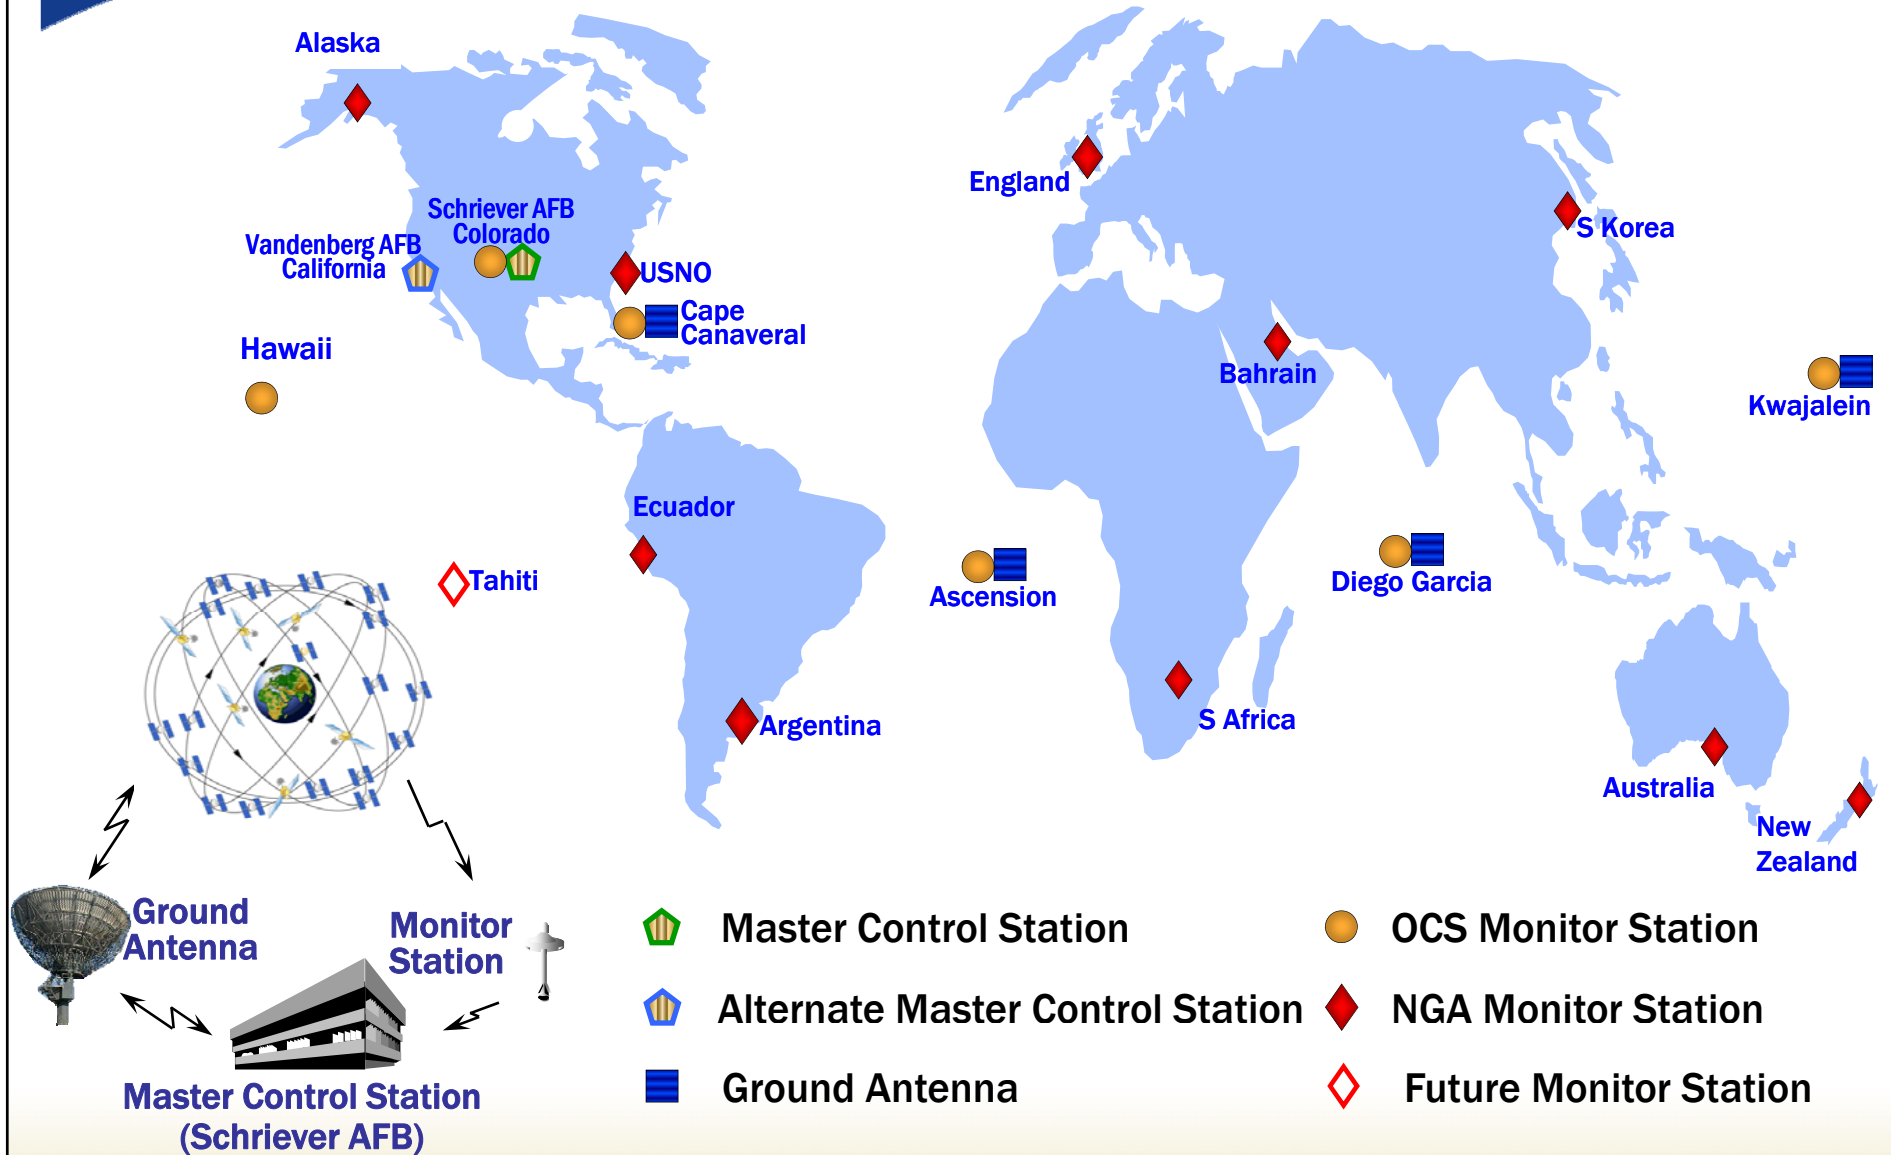 Alaska
England
Schriever AFB
Colorado
S Korea
Vandenberg AFB
California
USNO
Cape
Canaveral
Hawaii
Bahrain
Kwajalein
Ecuador
Tahiti
Ascension
Diego Garcia
Argentina
S Africa
Australia
New
Zealand
Ground
Antenna
Monitor
Station
Master Control Station
(Schriever AFB)
Master Control Station
Alternate Master Control Station
Ground Antenna
OCS Monitor Station
NGA Monitor Station
Future Monitor Station